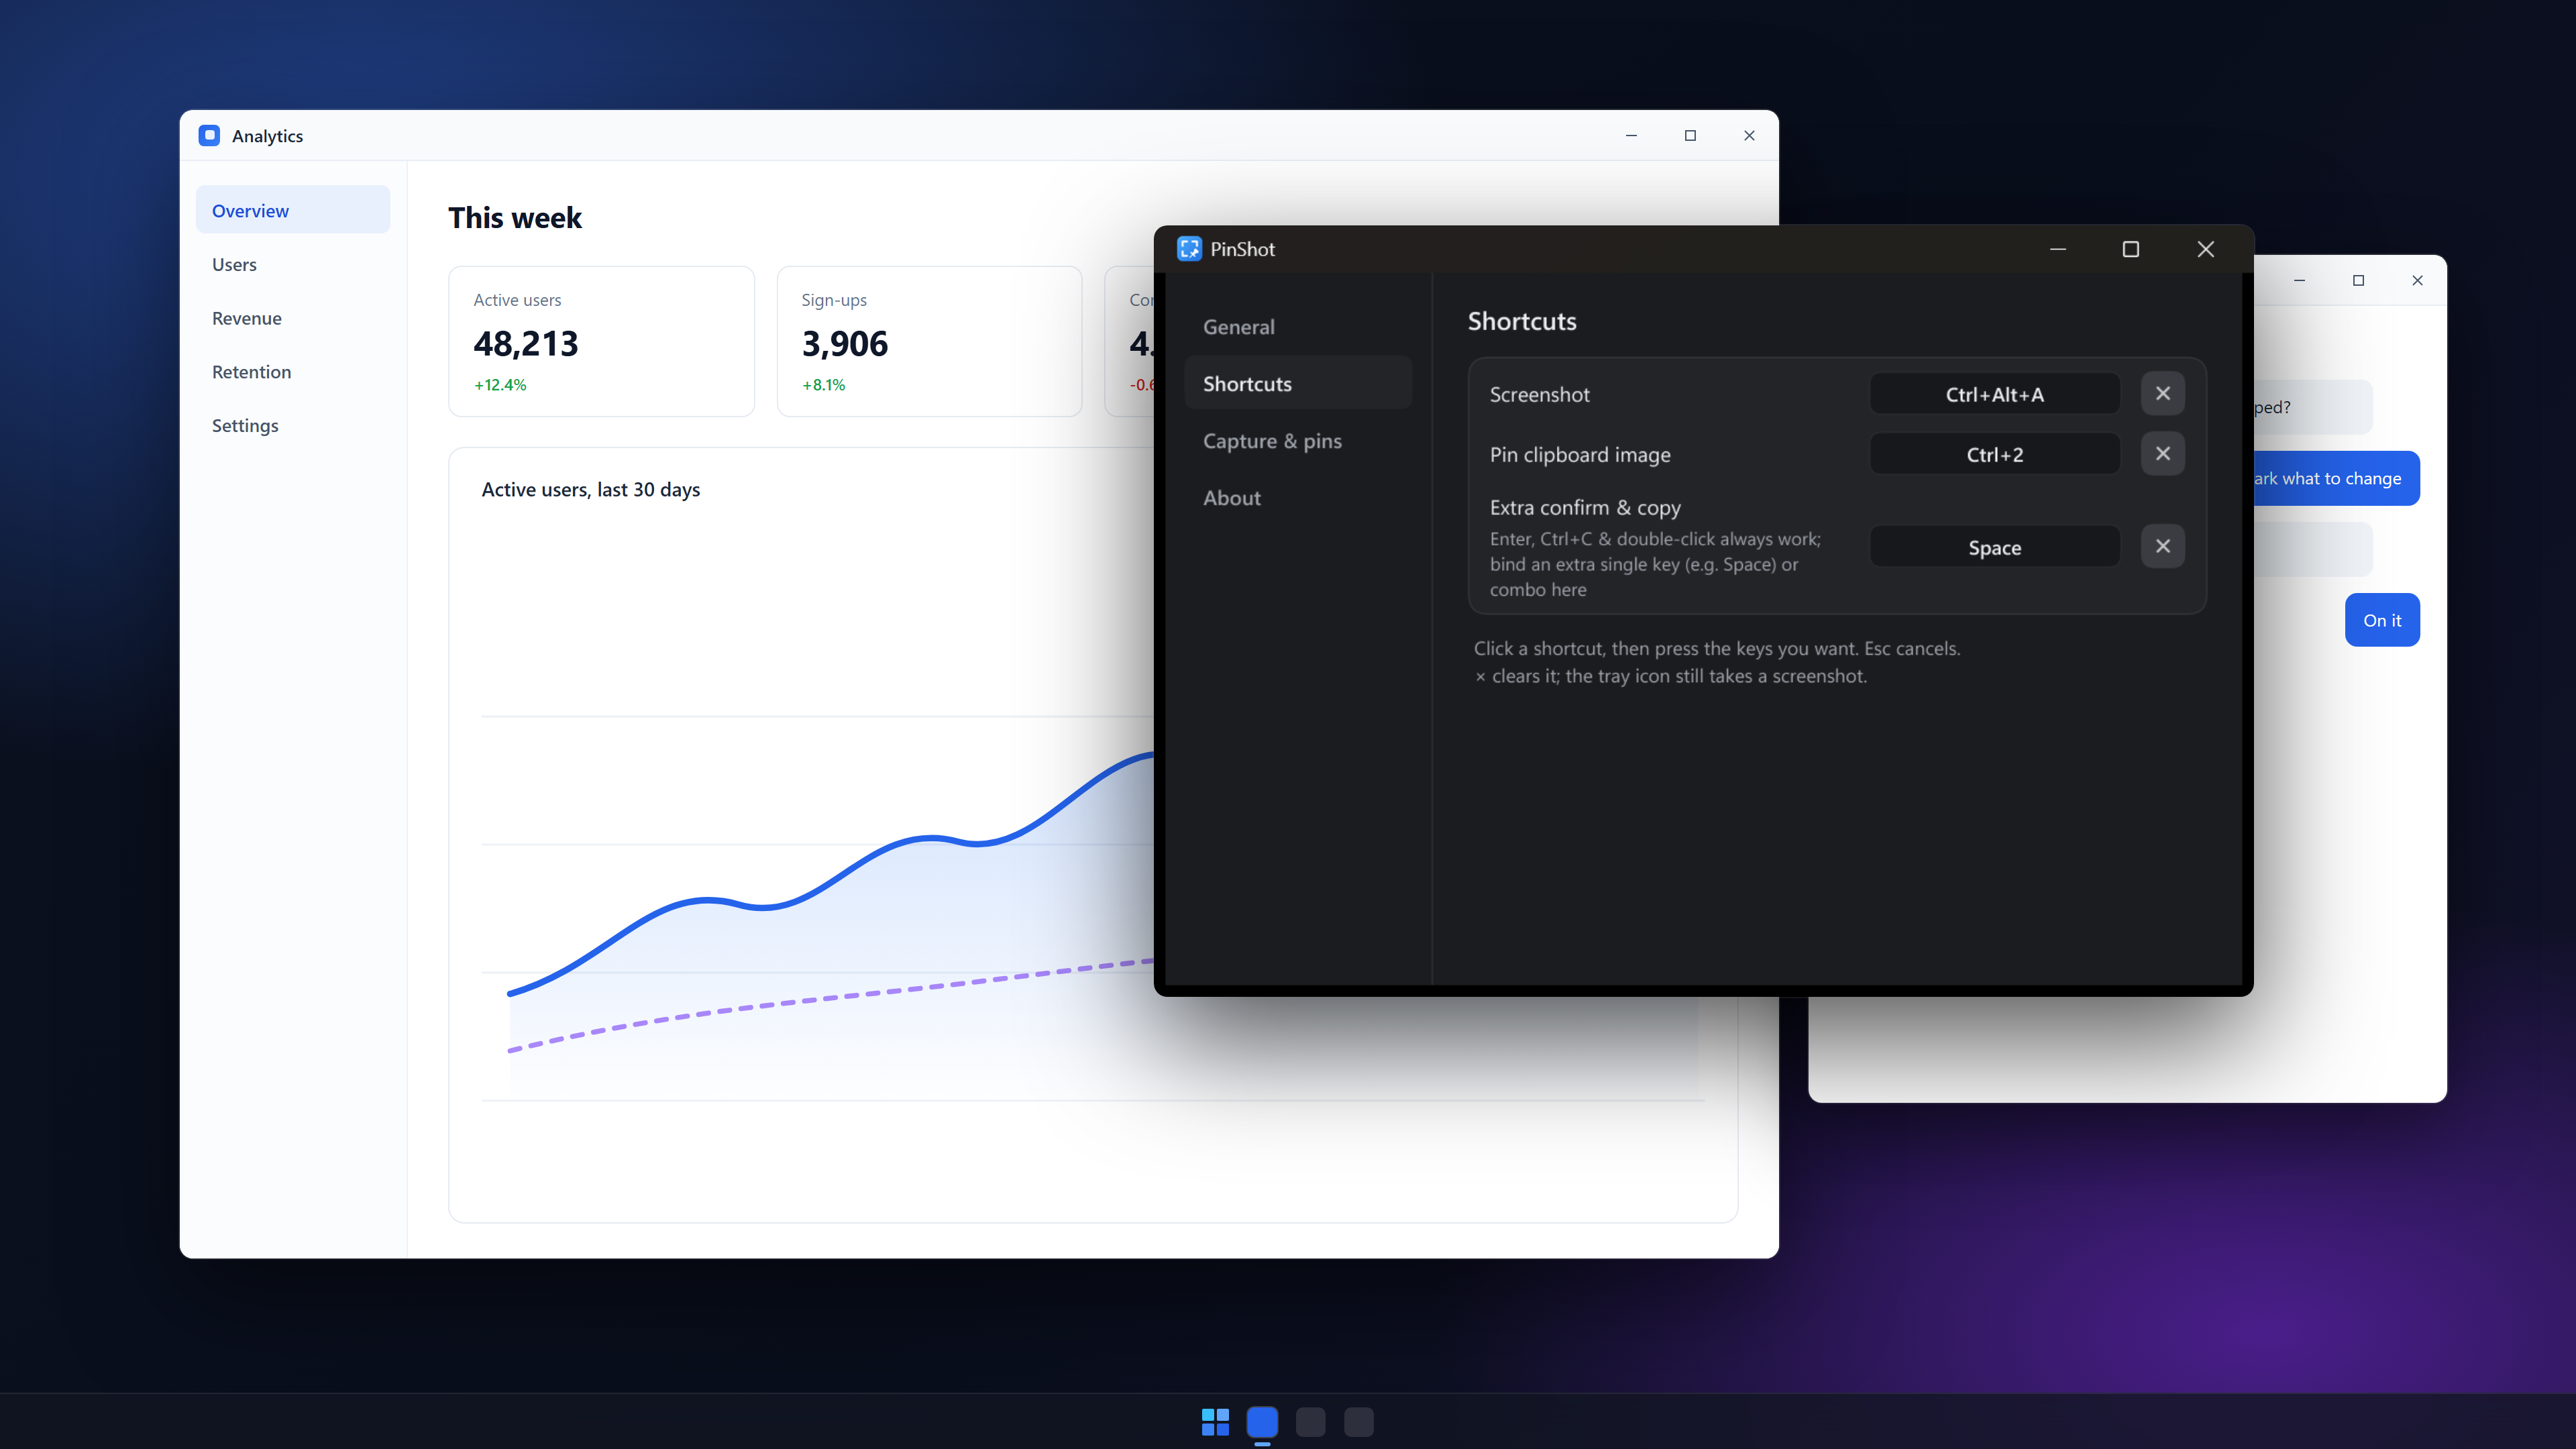 Analytics
Overview
Users
Revenue
Retention
Settings
This week
Active users
48,213
+12.4%
Sign-ups
3,906
+8.1%
Active users, last 30 days
PinShot
General
Shortcuts
Capture & pins
About
Shortcuts
Screenshot
Ctrl+Alt+A
Pin clipboard image
Ctrl+2
Extra confirm & copy
Enter, Ctrl+C & double-click always work;
bind an extra single key (e.g. Space) or
combo here
Space
Click a shortcut, then press the keys you want. Esc cancels.
× clears it; the tray icon still takes a screenshot.
what to change
On it